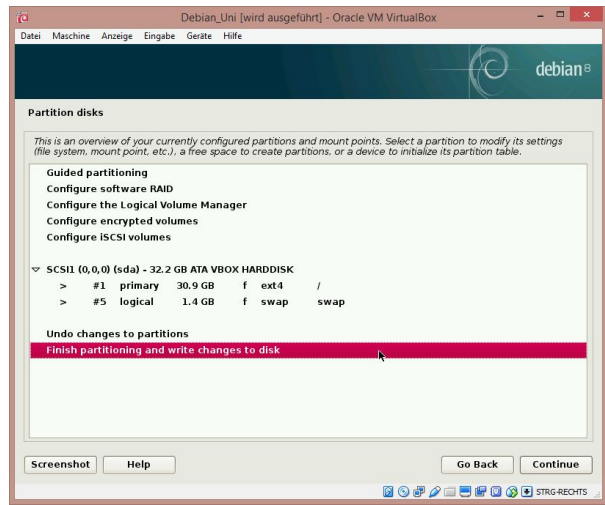 Debian_Uni [wird ausgeführt] - Oracle VM VirtualBox
Datei Maschine Anzeige Eingabe Geräte Hilfe
debian 8
Partition disks
This is an overview of your currently configured partitions and mount points. Select a partition to modify its settings
(file system, mount point, etc.), a free space to create partitions, or a device to initialize its partition table.
Guided partitioning
Configure software RAID
Configure the Logical Volume Manager
Configure encrypted volumes
Configure iSCSI volumes
SCSI1 (0,0,0) (sda) - 32.2 GB ATA VBOX HARDDISK
> #1 primary 30.9 GB f ext4 /
> #5 logical 1.4 GB f swap swap
Undo changes to partitions
Finish partitioning and write changes to disk
Screenshot Help Go Back Continue
STRG-RECHTS